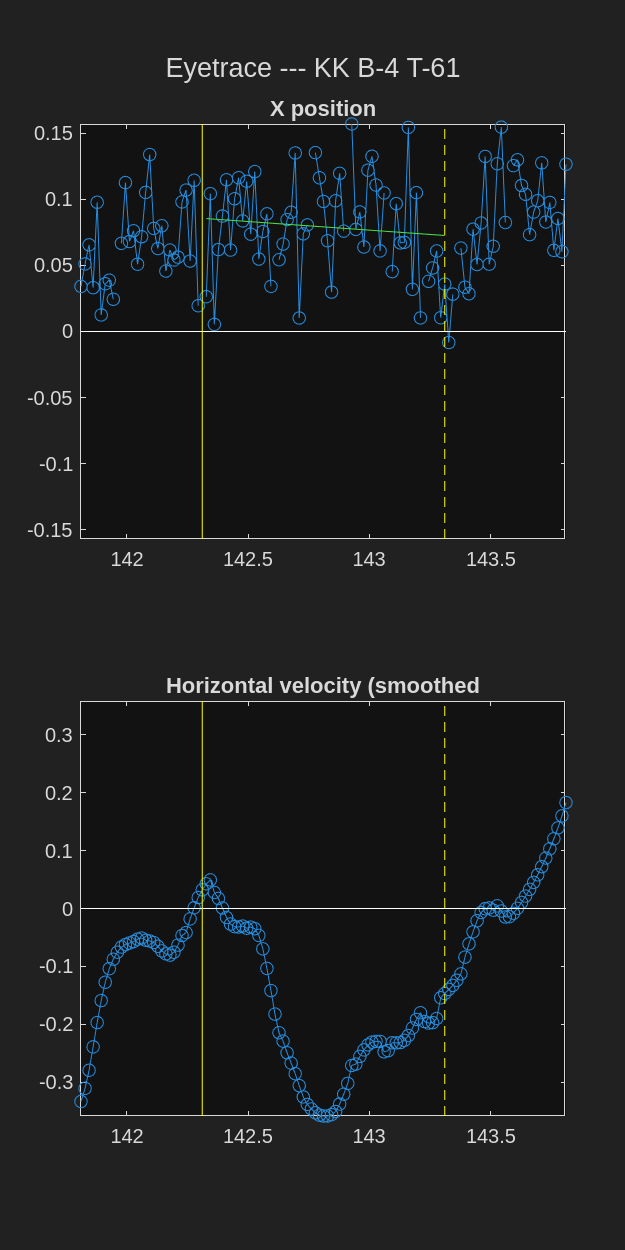 Eyetrace --- KK B-4 T-61
X position
0.15
0.1
0.05
0
-0.05
-0.1
-0.15
142 142.5 143 143.5
Horizontal velocity (smoothed
0.3
0.2
0.1
0
-0.1
-0.2
-0.3
142 142.5 143 143.5